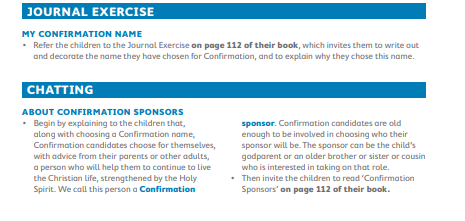 JOURNAL EXERCISE
MY CONFIRMATION NAME
• Refer the children to the Journal Exercise on page 112 of their book, which invites them to write out
and decorate the name they have chosen for Confirmation, and to explain why they chose this name.
CHATTING
ABOUT CONFIRMATION SPONSORS
• Begin by explaining to the children that,
along with choosing a Confirmation name,
Confirmation candidates choose for themselves,
with advice from their parents or other adults,
a person who will help them to continue to live
the Christian life, strengthened by the Holy
Spirit. We call this person a Confirmation
sponsor. Confirmation candidates are old
enough to be involved in choosing who their
sponsor will be. The sponsor can be the child's
godparent or an older brother or sister or cousin
who is interested in taking on that role.
• Then invite the children to read ‘Confirmation
Sponsors’ on page 112 of their book.